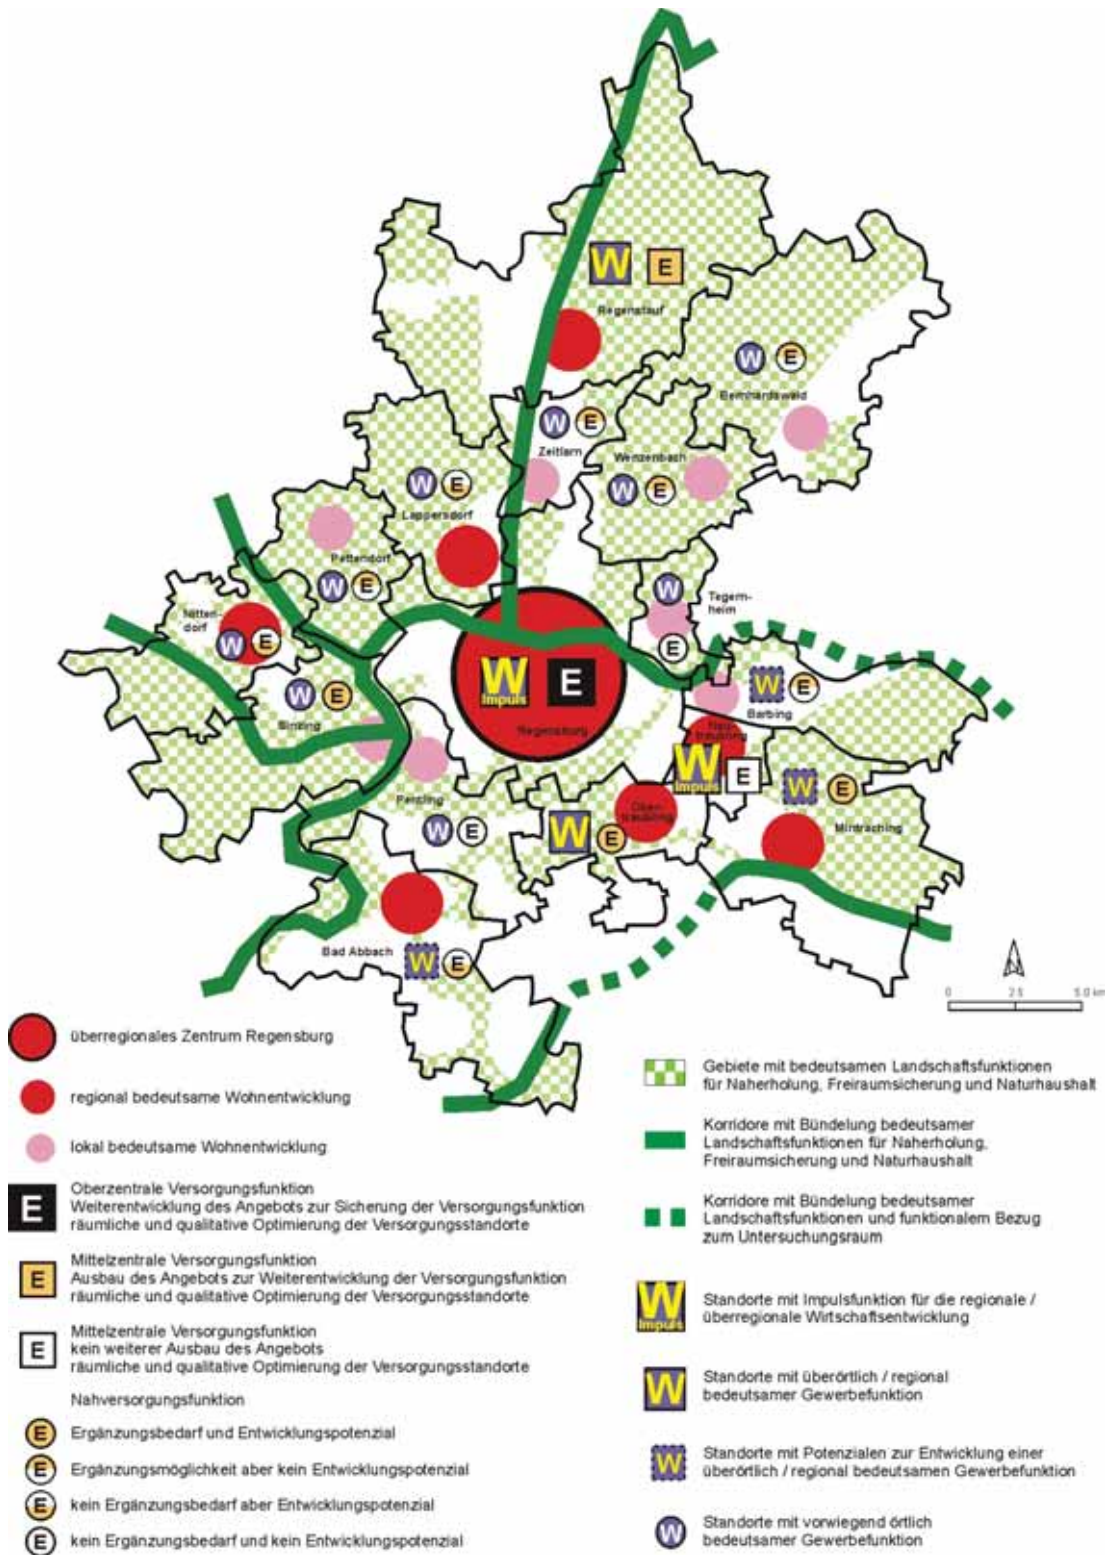 W
E
Regenstauf
W
E
Bernhardswald
W
E
Zeitlarn
Wenzenbach
W
E
W
E
Lappersdorf
Pettendorf
W
E
W
Tegern-
heim
E
Nitten-
dorf
W
E
W
E
Sinzing
W
Impuls
E
Regensburg
W
E
Barbing
Neu-
traubling
W
Impuls
E
W
E
Mintraching
Pentling
W
E
W
E
Ober-
traubling
Bad Abbach
W
E
0
2.5
5.0 km
überregionales Zentrum Regensburg
regional bedeutsame Wohnentwicklung
lokal bedeutsame Wohnentwicklung
E
Oberzentrale Versorgungsfunktion
Weiterentwicklung des Angebots zur Sicherung der Versorgungsfunktion
räumliche und qualitative Optimierung der Versorgungsstandorte
E
Mittelzentrale Versorgungsfunktion
Ausbau des Angebots zur Weiterentwicklung der Versorgungsfunktion
räumliche und qualitative Optimierung der Versorgungsstandorte
E
Mittelzentrale Versorgungsfunktion
kein weiterer Ausbau des Angebots
räumliche und qualitative Optimierung der Versorgungsstandorte
Nahversorgungsfunktion
E Ergänzungsbedarf und Entwicklungspotenzial
E Ergänzungsmöglichkeit aber kein Entwicklungspotenzial
E kein Ergänzungsbedarf aber Entwicklungspotenzial
E kein Ergänzungsbedarf und kein Entwicklungspotenzial
Gebiete mit bedeutsamen Landschaftsfunktionen
für Naherholung, Freiraumsicherung und Naturhaushalt
Korridore mit Bündelung bedeutsamer
Landschaftsfunktionen für Naherholung,
Freiraumsicherung und Naturhaushalt
Korridore mit Bündelung bedeutsamer
Landschaftsfunktionen und funktionalem Bezug
zum Untersuchungsraum
W
Impuls
Standorte mit Impulsfunktion für die regionale /
überregionale Wirtschaftsentwicklung
W
Standorte mit überörtlich / regional
bedeutsamer Gewerbefunktion
W
Standorte mit Potenzialen zur Entwicklung einer
überörtlich / regional bedeutsamen Gewerbefunktion
W
Standorte mit vorwiegend örtlich
bedeutsamer Gewerbefunktion